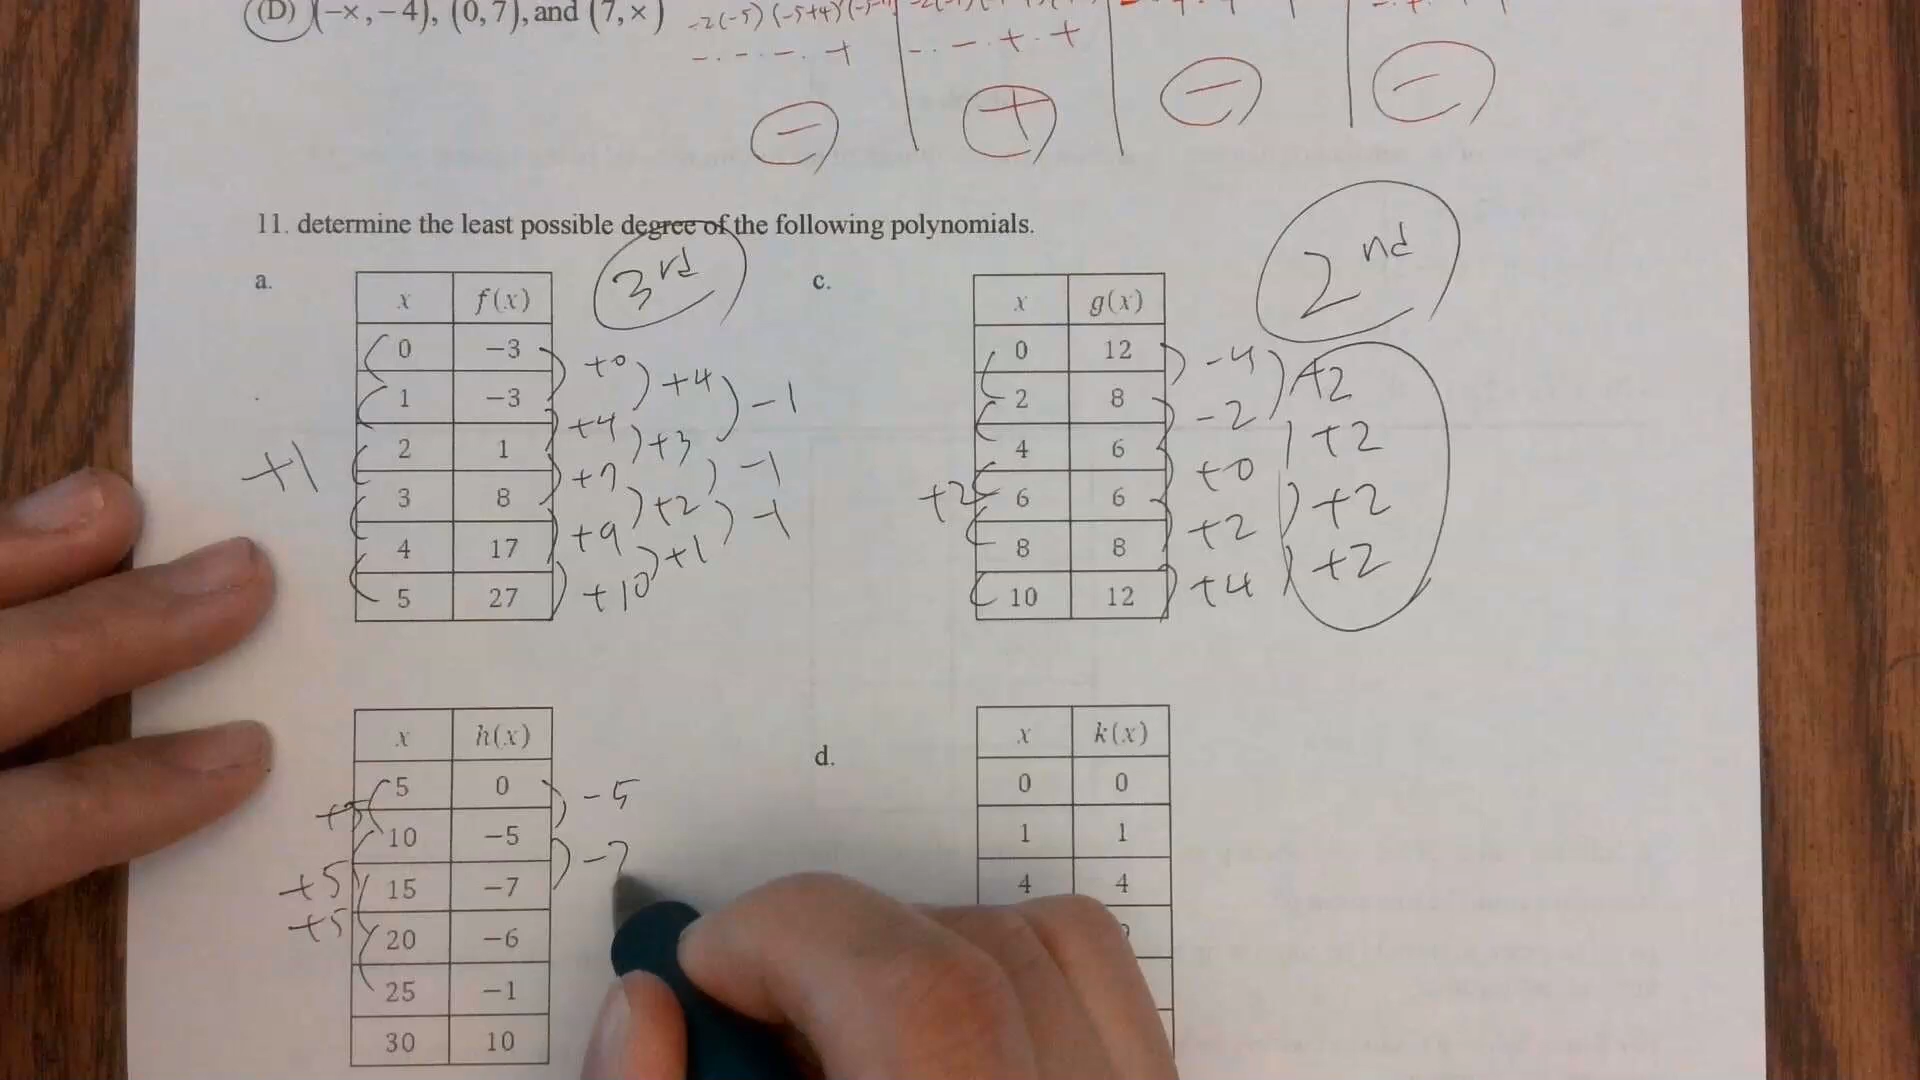 (D) (−x, −4), (0, 7), and (7, x)
-2(-5)(-5+4)
- · - · - · +
- · - · + · +
− + − −
11. determine the least possible degree of the following polynomials.
a.
3rd
x f(x)
0 −3
1 −3
2 1
3 8
4 17
5 27
+1
+0 +4 -1
+4 +3 -1
+7 +2 -1
+9 +1
+10
c.
2nd
x g(x)
0 12
2 8
4 6
6 6
8 8
10 12
+2
-4 +2
-2 +2
+0 +2
+2 +2
+4
x h(x)
5 0
10 −5
15 −7
20 −6
25 −1
30 10
+5
+5
+5
-5
d.
x k(x)
0 0
1 1
4 4